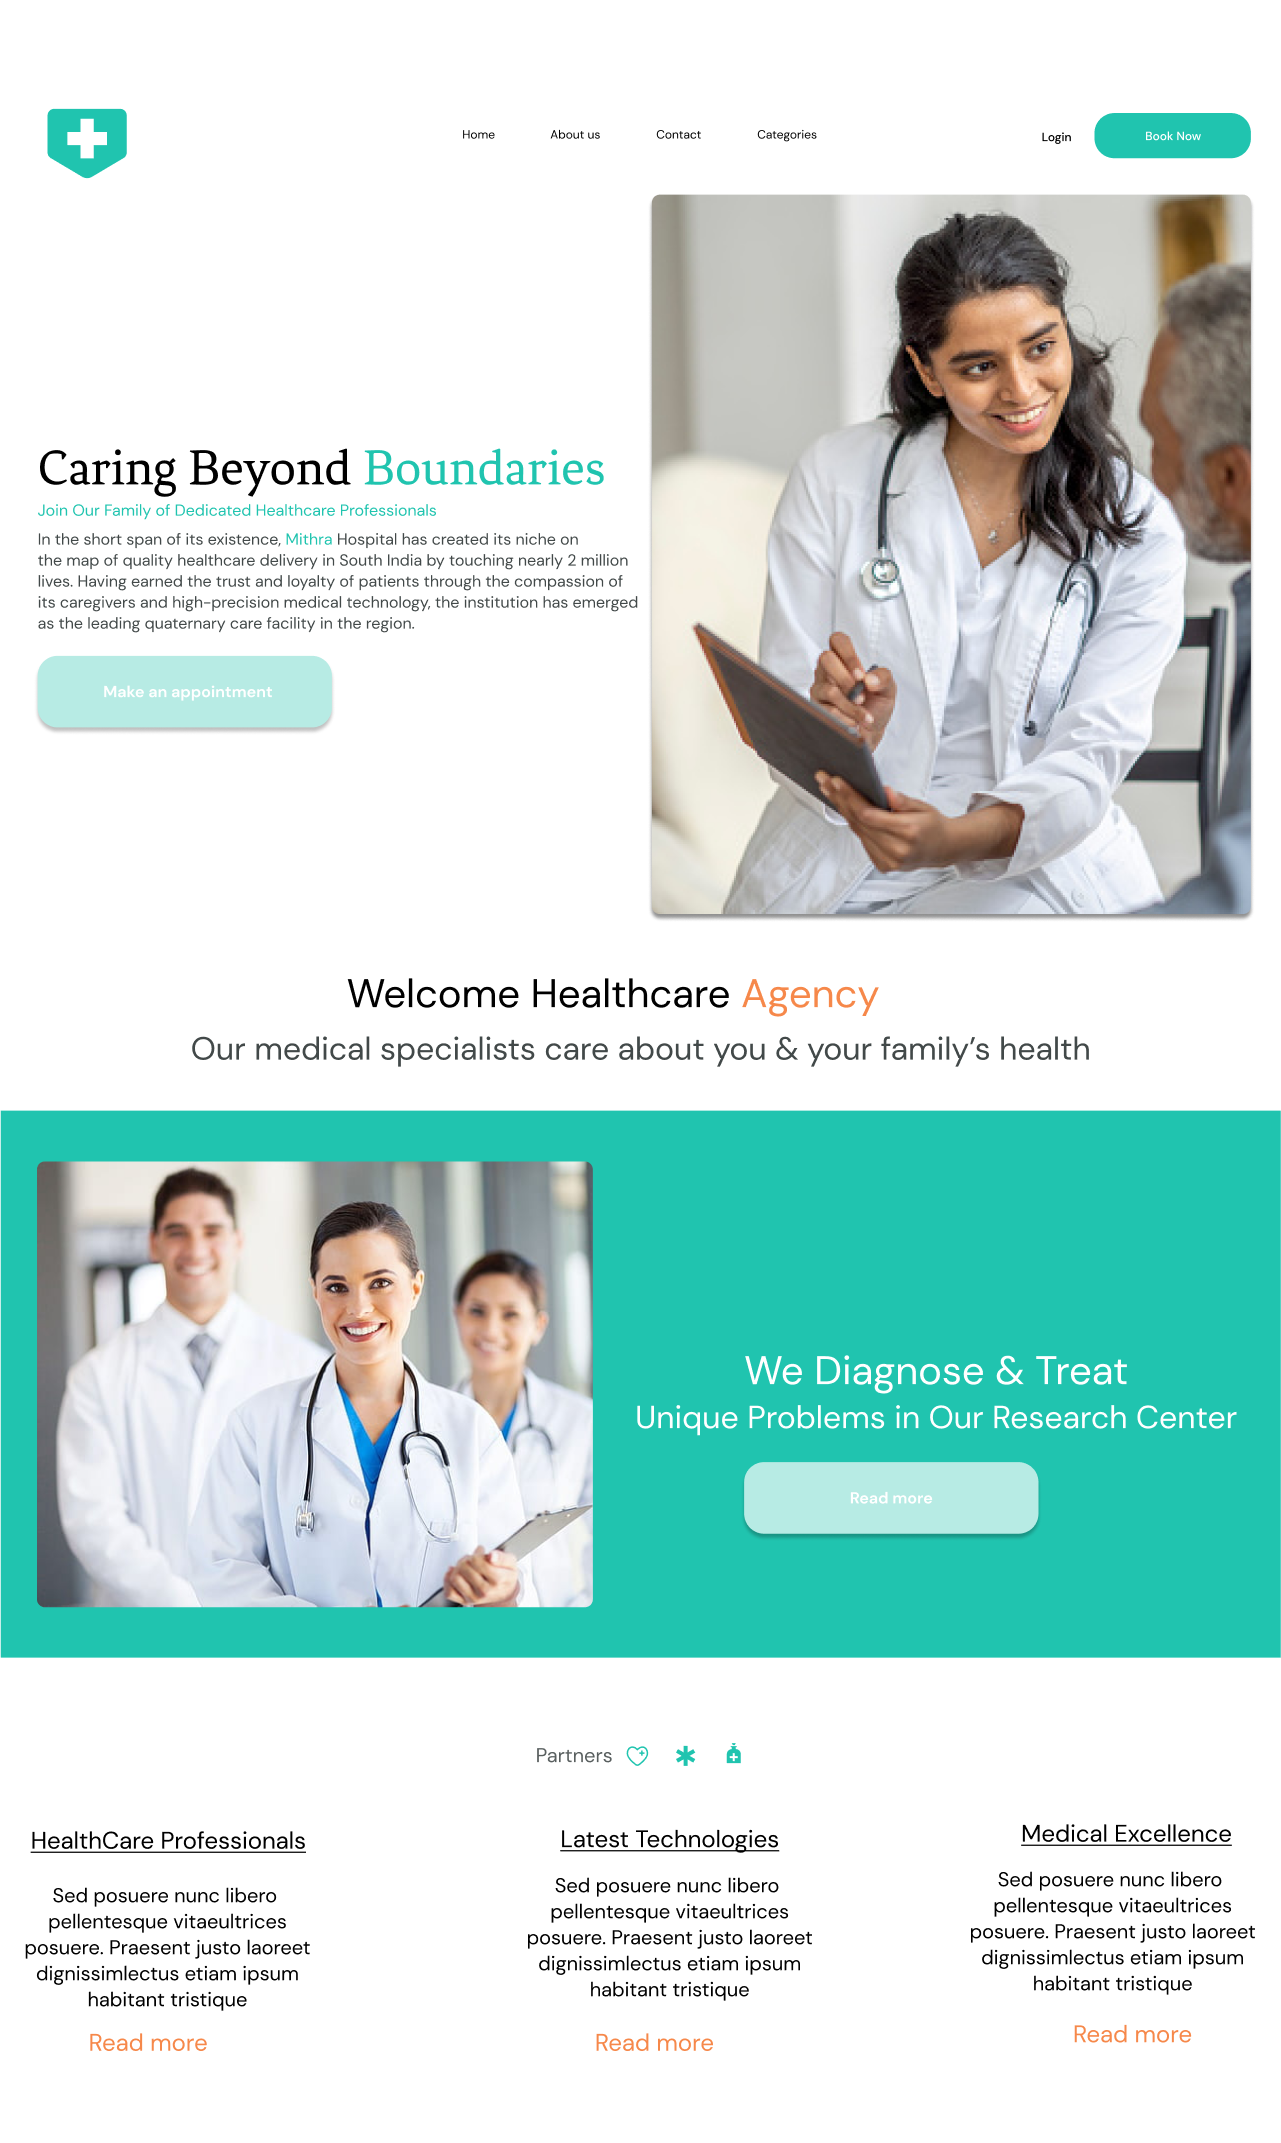 Home
About us
Contact
Categories
Login
Book Now
Caring Beyond Boundaries
Join Our Family of Dedicated Healthcare Professionals
In the short span of its existence, Mithra Hospital has created its niche on
the map of quality healthcare delivery in South India by touching nearly 2 million
lives. Having earned the trust and loyalty of patients through the compassion of
its caregivers and high-precision medical technology, the institution has emerged
as the leading quaternary care facility in the region.
Make an appointment
Welcome Healthcare Agency
Our medical specialists care about you & your family’s health
We Diagnose & Treat
Unique Problems in Our Research Center
Read more
Partners
HealthCare Professionals
Sed posuere nunc libero
pellentesque vitaeultrices
posuere. Praesent justo laoreet
dignissimlectus etiam ipsum
habitant tristique
Read more
Latest Technologies
Sed posuere nunc libero
pellentesque vitaeultrices
posuere. Praesent justo laoreet
dignissimlectus etiam ipsum
habitant tristique
Read more
Medical Excellence
Sed posuere nunc libero
pellentesque vitaeultrices
posuere. Praesent justo laoreet
dignissimlectus etiam ipsum
habitant tristique
Read more